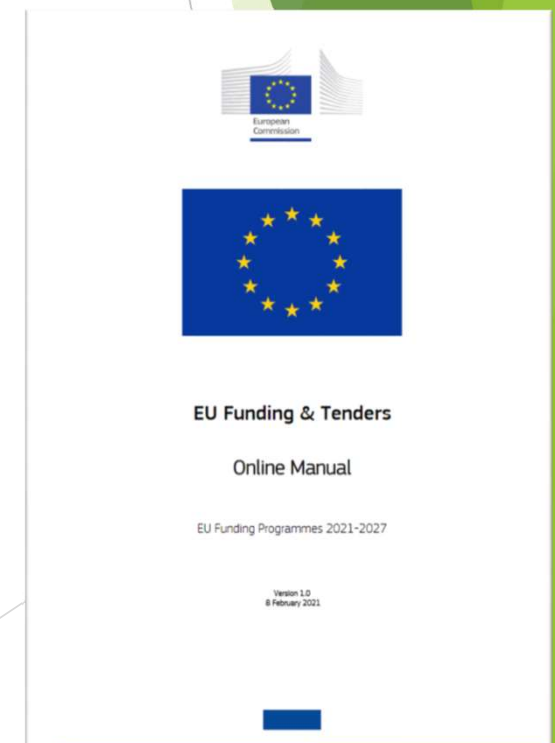 European
Commission
EU Funding & Tenders
Online Manual
EU Funding Programmes 2021-2027
Version 1.0
8 February 2021